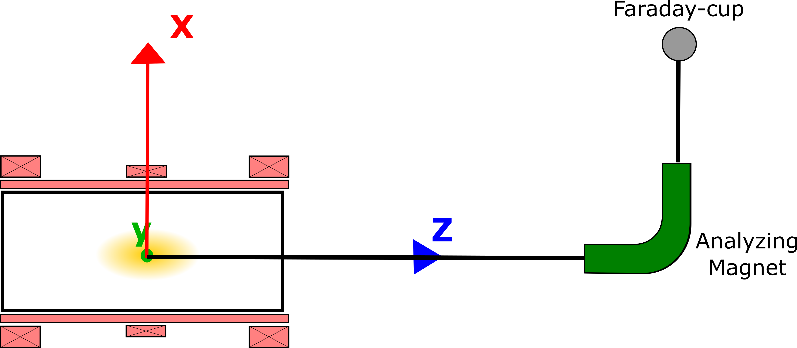 Faraday-cup
x
y
z
Analyzing
Magnet